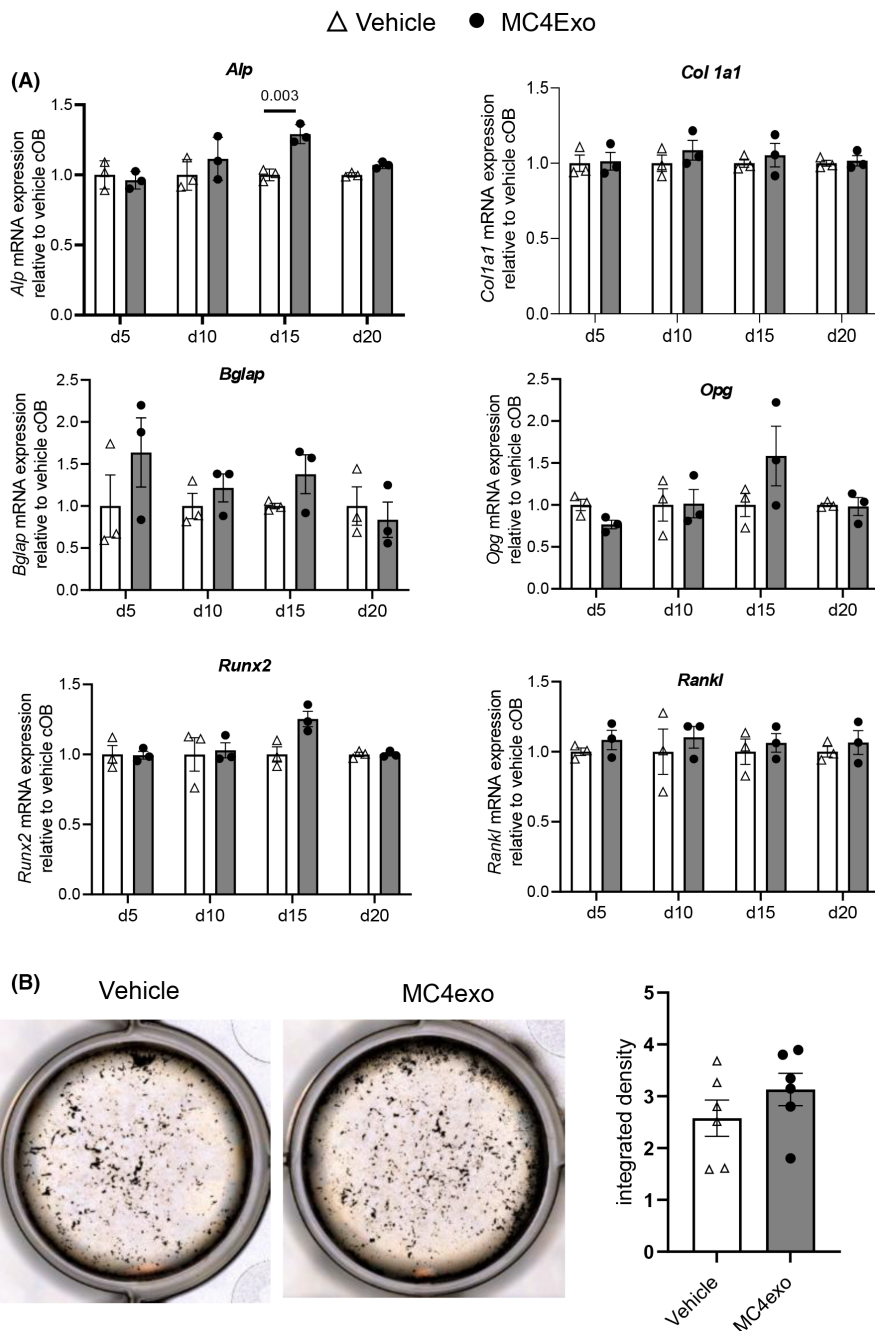 Vehicle MC4Exo
(A)
Alp
Alp mRNA expression
relative to vehicle cOB
1.5
1.0
0.5
0.0
0.003
d5 d10 d15 d20
Col 1a1
Col1a1 mRNA expression
relative to vehicle cOB
1.5
1.0
0.5
0.0
d5 d10 d15 d20
Bglap
Bglap mRNA expression
relative to vehicle cOB
2.5
2.0
1.5
1.0
0.5
0.0
d5 d10 d15 d20
Opg
Opg mRNA expression
relative to vehicle cOB
2.5
2.0
1.5
1.0
0.5
0.0
d5 d10 d15 d20
Runx2
Runx2 mRNA expression
relative to vehicle cOB
1.5
1.0
0.5
0.0
d5 d10 d15 d20
Rankl
Rankl mRNA expression
relative to vehicle cOB
1.5
1.0
0.5
0.0
d5 d10 d15 d20
(B)
Vehicle MC4exo
integrated density
5
4
3
2
1
0
Vehicle MC4exo